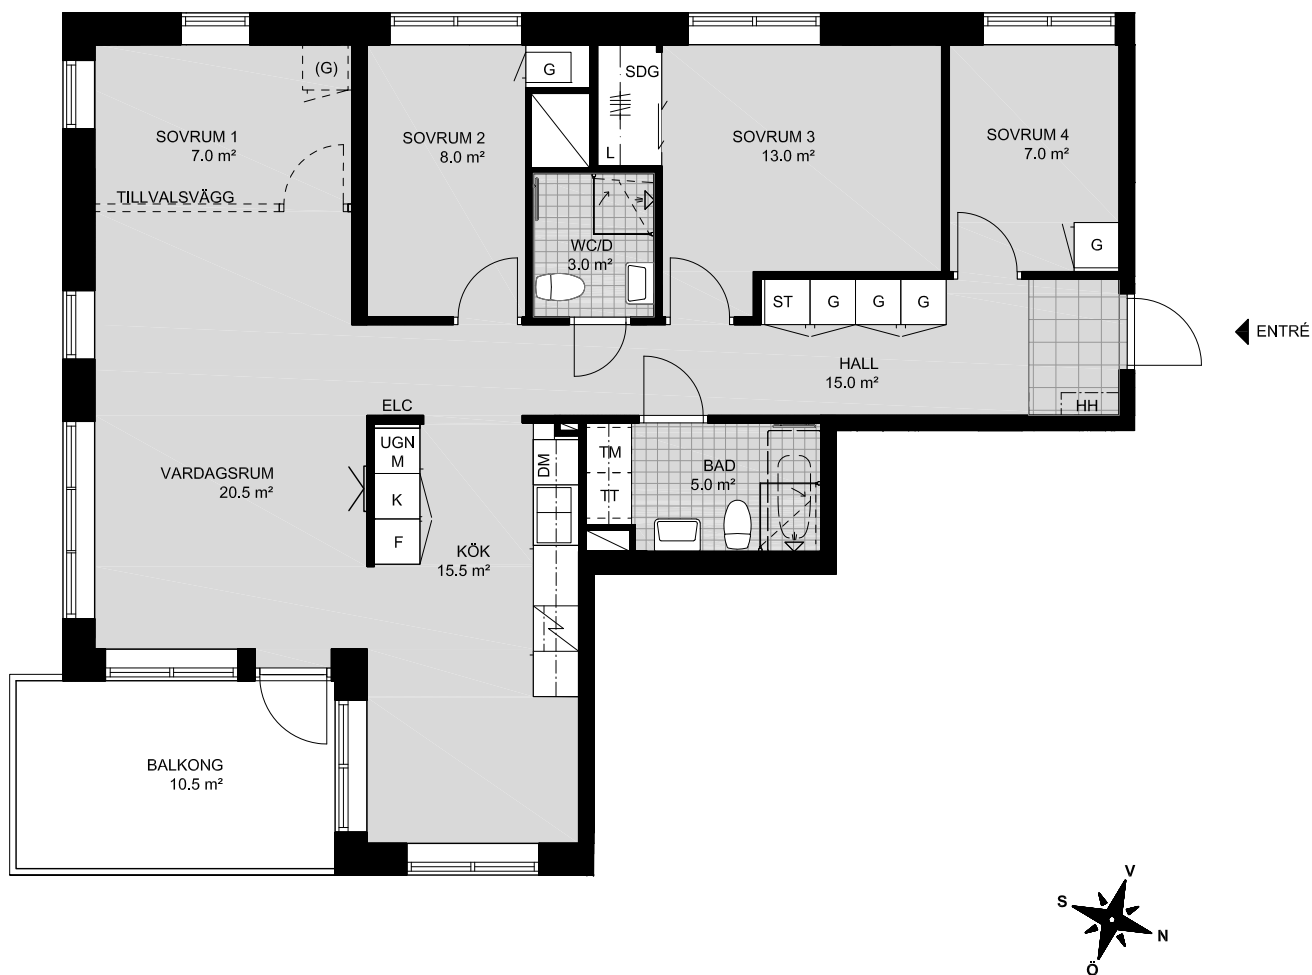 (G)
G
SDG
SOVRUM 1
7.0 m²
SOVRUM 2
8.0 m²
L
SOVRUM 3
13.0 m²
SOVRUM 4
7.0 m²
TILLVALSVÄGG
WC/D
3.0 m²
G
ST
G
G
G
ENTRÉ
HALL
15.0 m²
HH
ELC
UGN
M
K
F
VARDAGSRUM
20.5 m²
DM
TM
TT
BAD
5.0 m²
KÖK
15.5 m²
BALKONG
10.5 m²
V
S
N
Ö